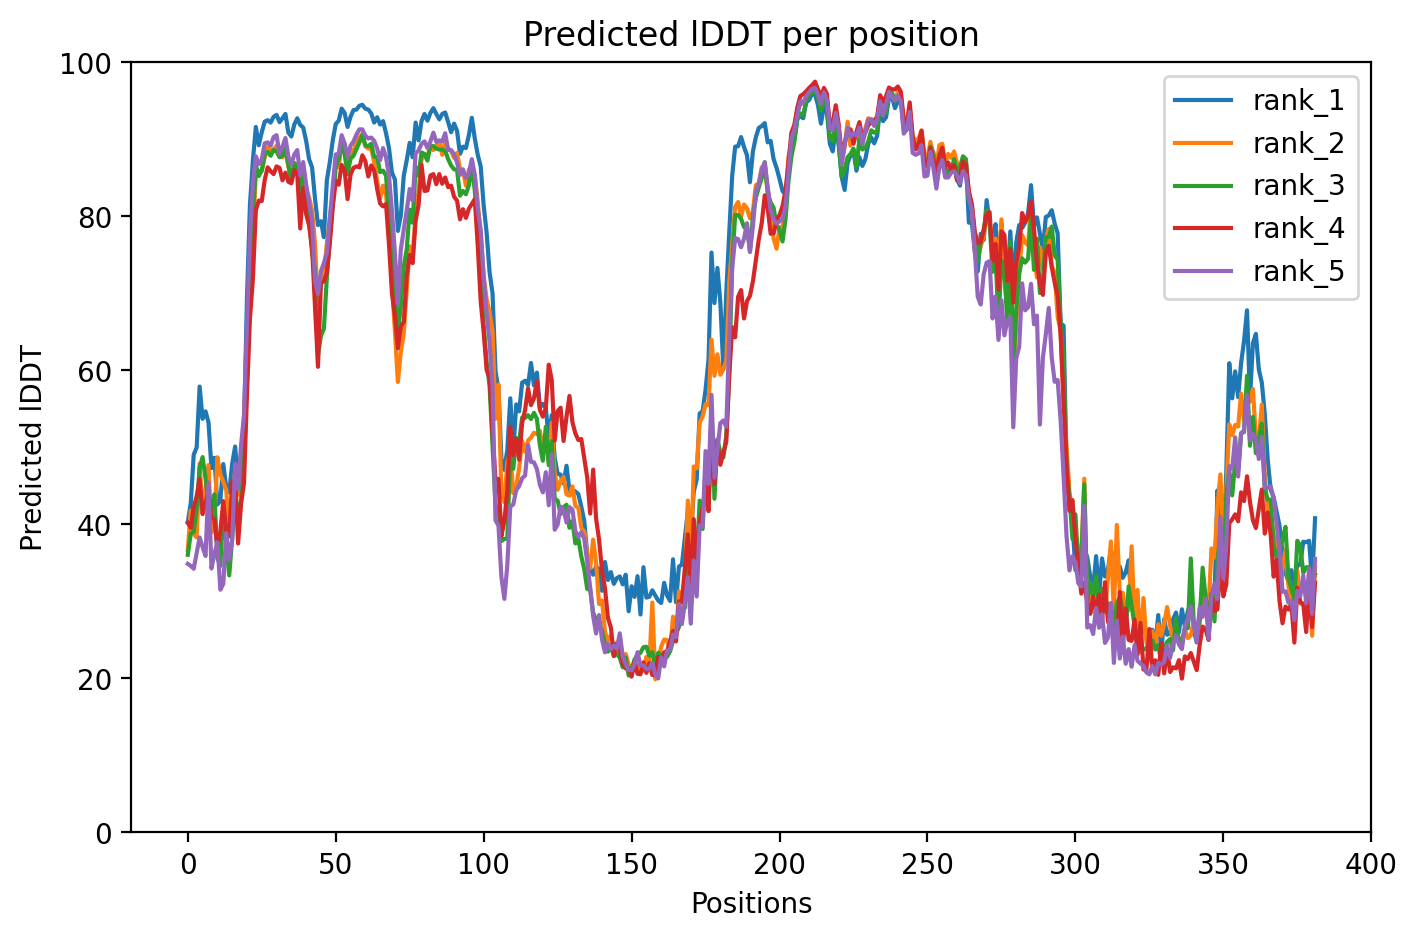 Predicted lDDT per position
100
80
60
40
20
0
Predicted lDDT
0 50 100 150 200 250 300 350 400
Positions
rank_1
rank_2
rank_3
rank_4
rank_5